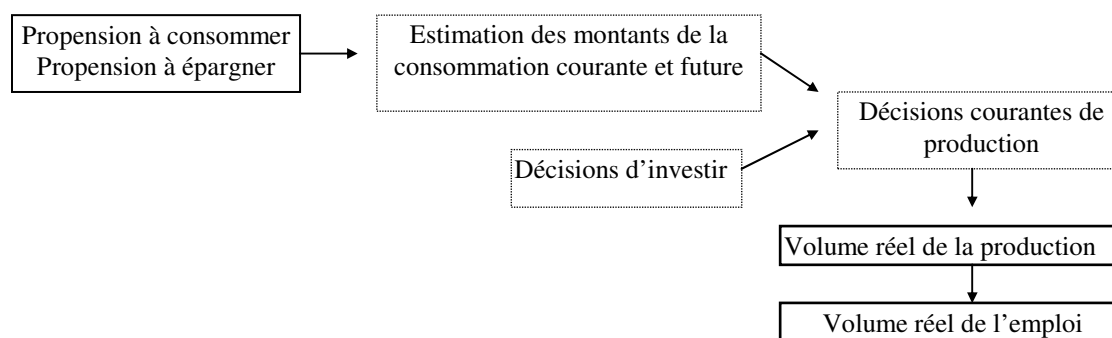 Propension à consommer
Propension à épargner
Estimation des montants de la
consommation courante et future
Décisions d’investir
Décisions courantes de
production
Volume réel de la production
Volume réel de l’emploi